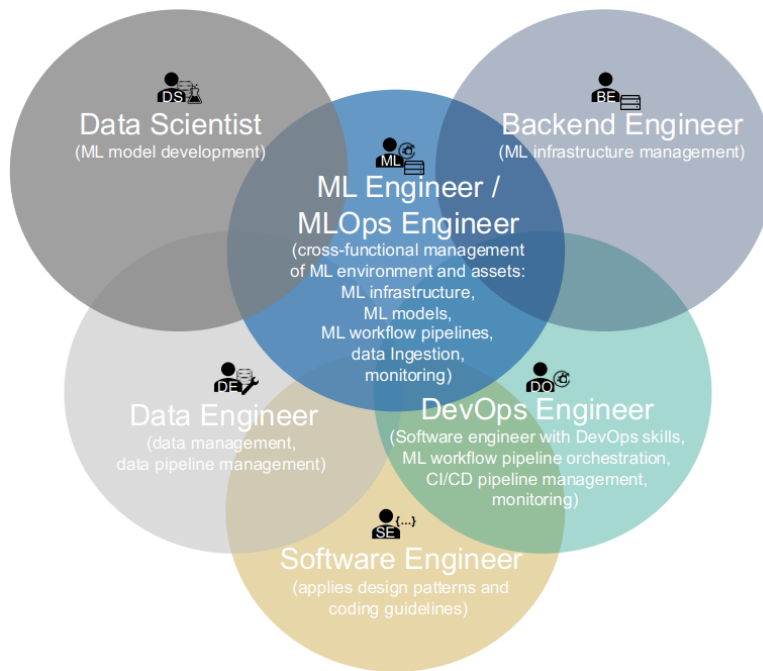 DS
Data Scientist
(ML model development)
BE
Backend Engineer
(ML infrastructure management)
ML
ML Engineer /
MLOps Engineer
(cross-functional management
of ML environment and assets:
ML infrastructure,
ML models,
ML workflow pipelines,
data Ingestion,
monitoring)
DE
Data Engineer
(data management,
data pipeline management)
DO
DevOps Engineer
(Software engineer with DevOps skills,
ML workflow pipeline orchestration,
CI/CD pipeline management,
monitoring)
SE
{...}
Software Engineer
(applies design patterns and
coding guidelines)